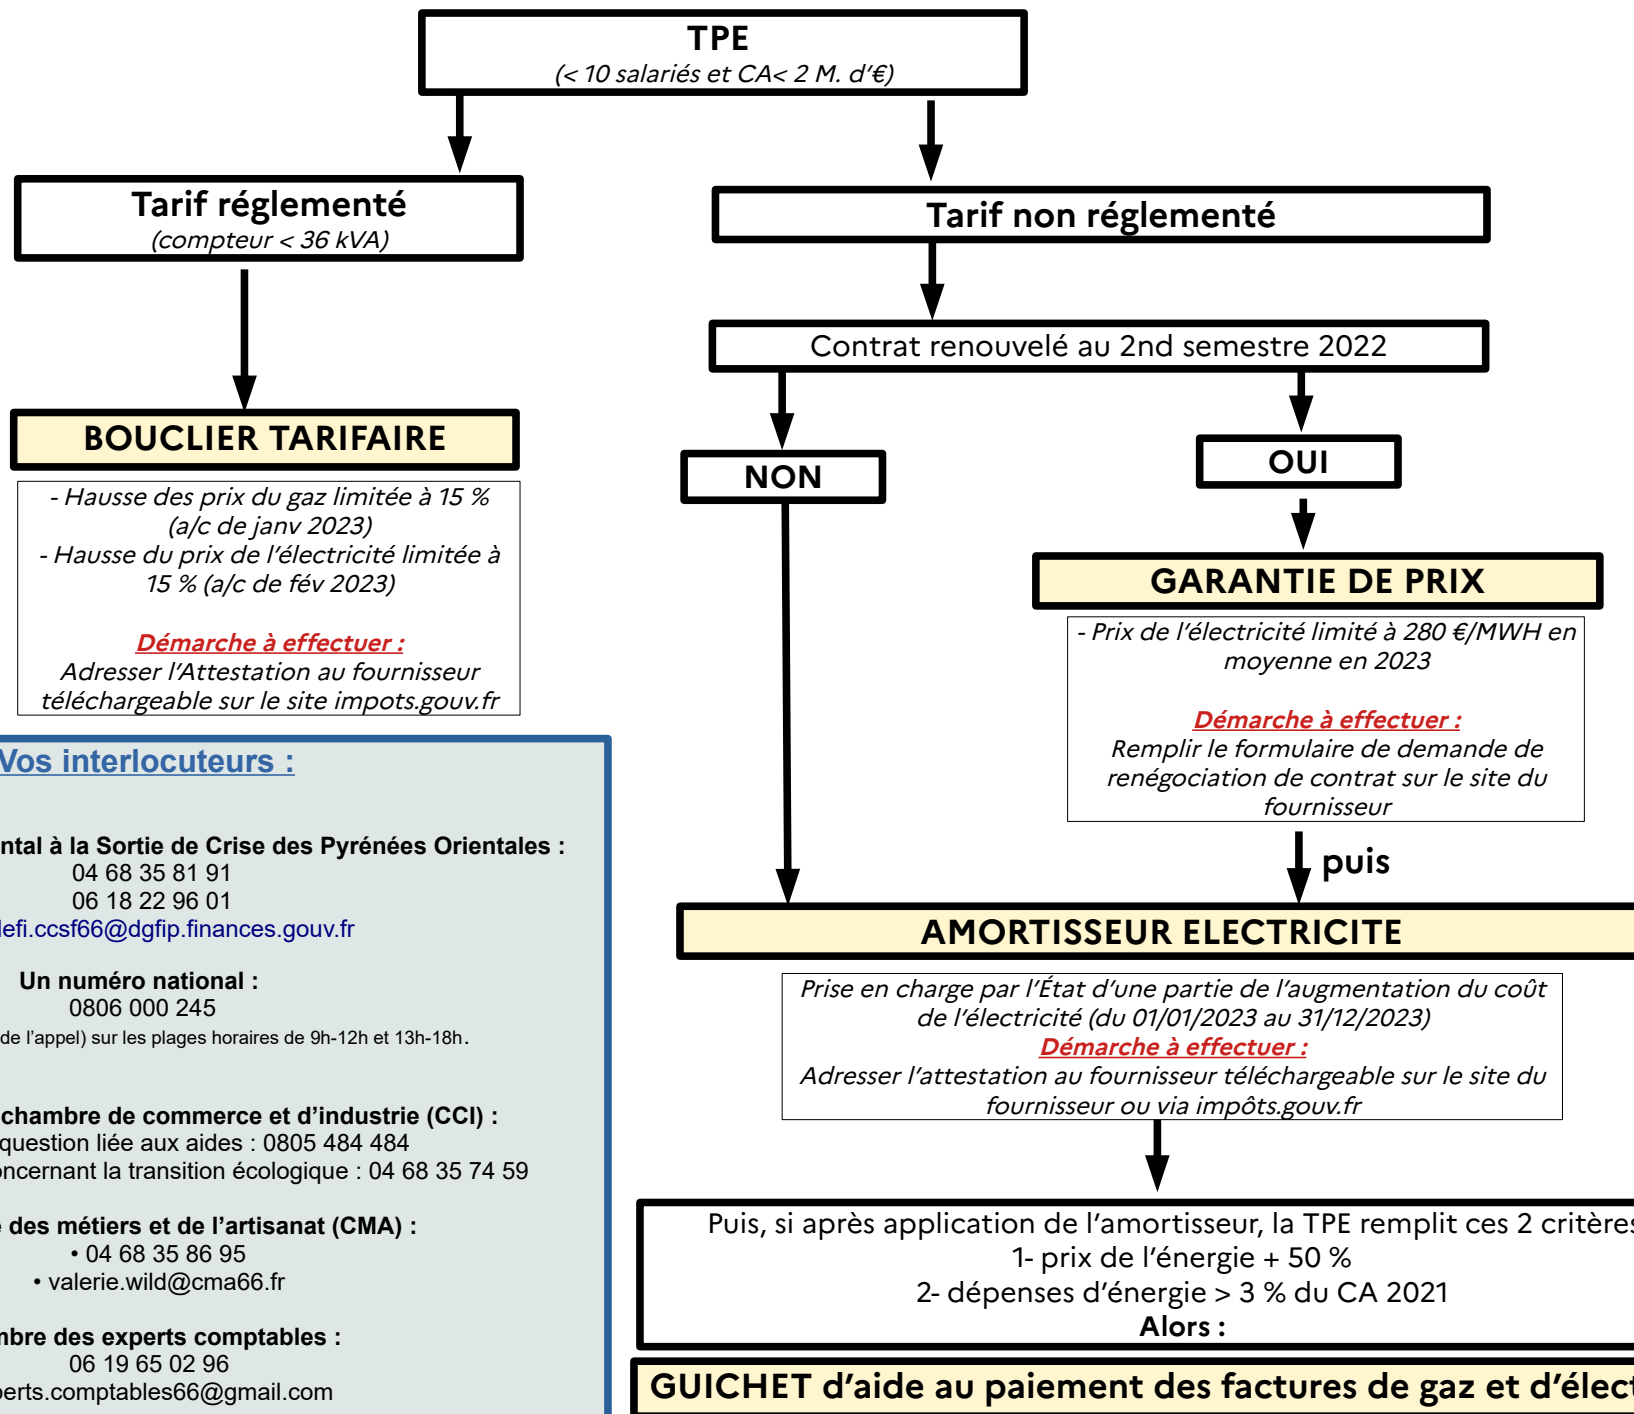 TPE
(< 10 salariés et CA< 2 M. d'€)
Tarif réglementé
(compteur < 36 kVA)
BOUCLIER TARIFAIRE
- Hausse des prix du gaz limitée à 15 %
(a/c de janv 2023)
- Hausse du prix de l'électricité limitée à
15 % (a/c de fév 2023)
Démarche à effectuer :
Adresser l'Attestation au fournisseur
téléchargeable sur le site impots.gouv.fr
Tarif non réglementé
Contrat renouvelé au 2nd semestre 2022
NON
OUI
GARANTIE DE PRIX
- Prix de l'électricité limité à 280 €/MWH en
moyenne en 2023
Démarche à effectuer :
Remplir le formulaire de demande de
renégociation de contrat sur le site du
fournisseur
puis
AMORTISSEUR ELECTRICITE
Prise en charge par l'État d'une partie de l'augmentation du coût
de l'électricité (du 01/01/2023 au 31/12/2023)
Démarche à effectuer :
Adresser l'attestation au fournisseur téléchargeable sur le site du
fournisseur ou via impôts.gouv.fr
Puis, si après application de l'amortisseur, la TPE remplit ces 2 critères
1- prix de l'énergie + 50 %
2- dépenses d'énergie > 3 % du CA 2021
Alors :
GUICHET d'aide au paiement des factures de gaz et d'élect
Vos interlocuteurs :
ntal à la Sortie de Crise des Pyrénées Orientales :
04 68 35 81 91
06 18 22 96 01
lefi.ccsf66@dgfip.finances.gouv.fr
Un numéro national :
0806 000 245
de l'appel) sur les plages horaires de 9h-12h et 13h-18h.
chambre de commerce et d'industrie (CCI) :
question liée aux aides : 0805 484 484
oncernant la transition écologique : 04 68 35 74 59
e des métiers et de l'artisanat (CMA) :
• 04 68 35 86 95
• valerie.wild@cma66.fr
mbre des experts comptables :
06 19 65 02 96
perts.comptables66@gmail.com